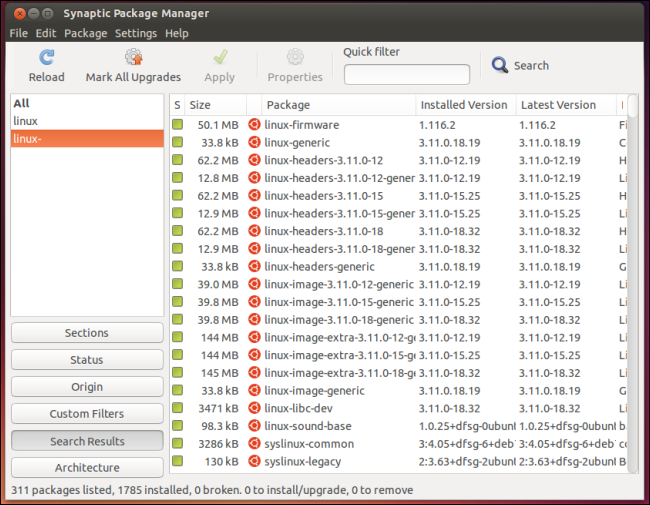 Synaptic Package Manager
File Edit Package Settings Help
Reload
Mark All Upgrades
Apply
Properties
Quick filter
Search
All
linux
linux-
Sections
Status
Origin
Custom Filters
Search Results
Architecture
S Size Package Installed Version Latest Version
50.1 MB linux-firmware 1.116.2 1.116.2 Fi
33.8 kB linux-generic 3.11.0.18.19 3.11.0.18.19 C
62.2 MB linux-headers-3.11.0-12 3.11.0-12.19 3.11.0-12.19 H
12.8 MB linux-headers-3.11.0-12-gener 3.11.0-12.19 3.11.0-12.19 Li
62.2 MB linux-headers-3.11.0-15 3.11.0-15.25 3.11.0-15.25 H
12.9 MB linux-headers-3.11.0-15-gener 3.11.0-15.25 3.11.0-15.25 Li
62.2 MB linux-headers-3.11.0-18 3.11.0-18.32 3.11.0-18.32 H
12.9 MB linux-headers-3.11.0-18-gener 3.11.0-18.32 3.11.0-18.32 Li
33.8 kB linux-headers-generic 3.11.0.18.19 3.11.0.18.19 G
39.0 MB linux-image-3.11.0-12-generic 3.11.0-12.19 3.11.0-12.19 Li
39.8 MB linux-image-3.11.0-15-generic 3.11.0-15.25 3.11.0-15.25 Li
39.8 MB linux-image-3.11.0-18-generic 3.11.0-18.32 3.11.0-18.32 Li
144 MB linux-image-extra-3.11.0-12-ge 3.11.0-12.19 3.11.0-12.19 Li
144 MB linux-image-extra-3.11.0-15-ge 3.11.0-15.25 3.11.0-15.25 Li
145 MB linux-image-extra-3.11.0-18-ge 3.11.0-18.32 3.11.0-18.32 Li
33.8 kB linux-image-generic 3.11.0.18.19 3.11.0.18.19 G
3471 kB linux-libc-dev 3.11.0-18.32 3.11.0-18.32 Li
98.3 kB linux-sound-base 1.0.25+dfsg-0ubunt 1.0.25+dfsg-0ubunt b
3286 kB syslinux-common 3:4.05+dfsg-6+deb 3:4.05+dfsg-6+deb co
130 kB syslinux-legacy 2:3.63+dfsg-2ubunt 2:3.63+dfsg-2ubunt B
311 packages listed, 1785 installed, 0 broken. 0 to install/upgrade, 0 to remove